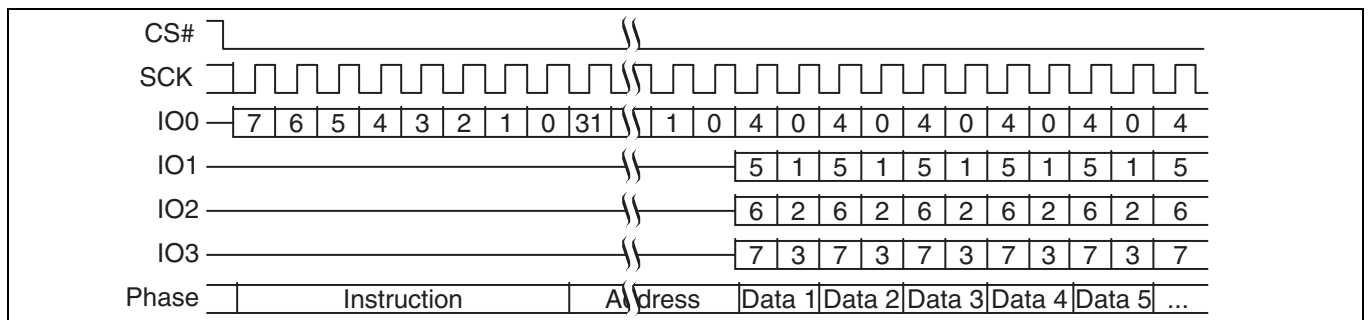 CS#
SCK
IO0 7 6 5 4 3 2 1 0 31 1 0 4 0 4 0 4 0 4 0 4 0 4
IO1 5 1 5 1 5 1 5 1 5 1 5
IO2 6 2 6 2 6 2 6 2 6 2 6
IO3 7 3 7 3 7 3 7 3 7 3 7
Phase Instruction Address Data 1 Data 2 Data 3 Data 4 Data 5 ...